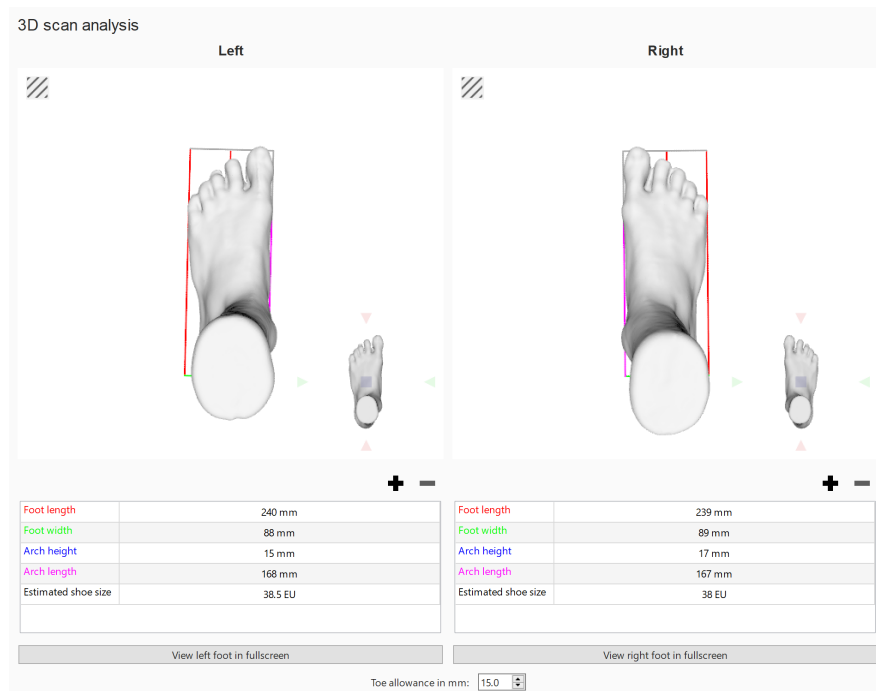 3D scan analysis
Left
Right
Foot length 240 mm
Foot width 88 mm
Arch height 15 mm
Arch length 168 mm
Estimated shoe size 38.5 EU
Foot length 239 mm
Foot width 89 mm
Arch height 17 mm
Arch length 167 mm
Estimated shoe size 38 EU
View left foot in fullscreen
View right foot in fullscreen
Toe allowance in mm: 15.0